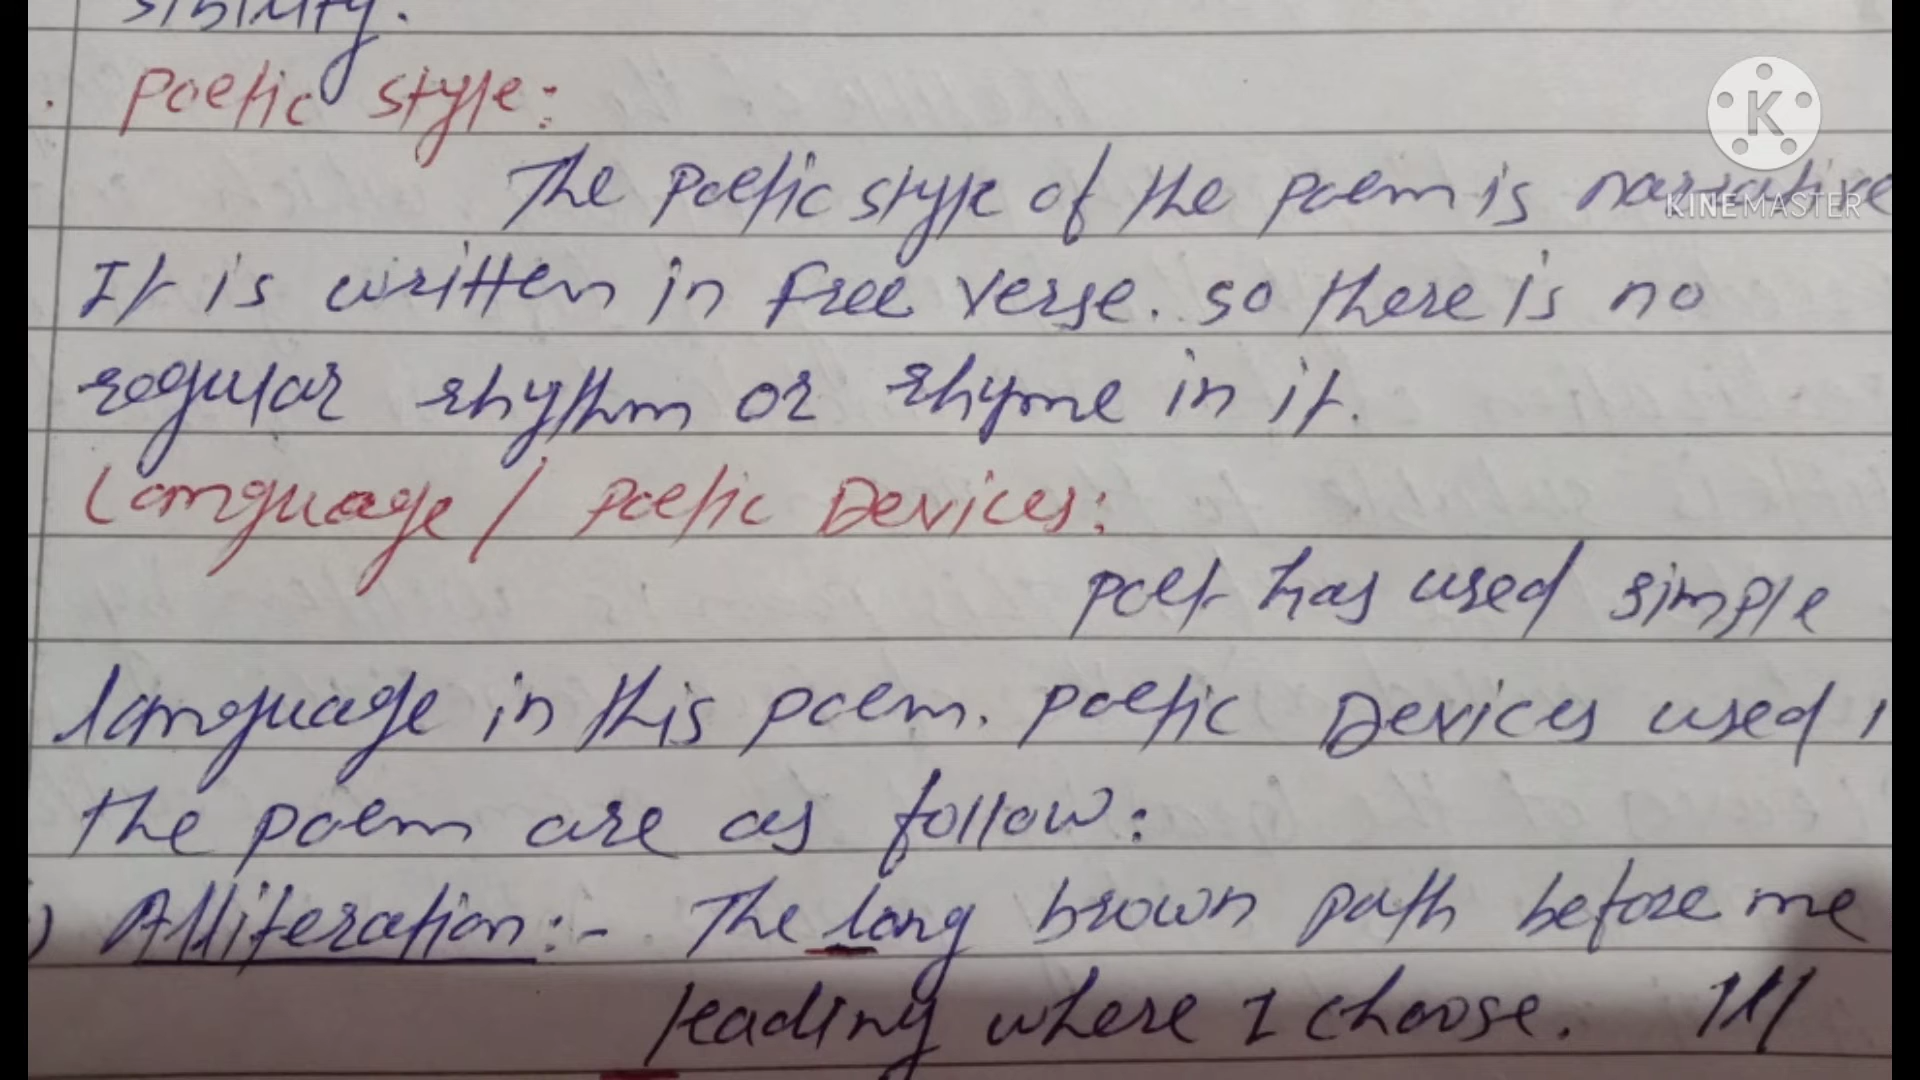 sibility.
Poetic style:
The Poetic style of the poem is narrative
It is written in free verse. so there is no
regular rhythm or rhyme in it.
Language / Poetic Devices:
poet has used simple
language in this poem. poetic Devices used
the poem are as follow:
) Alliteration:- The long brown path before me
leading where I choose.
K
KINEMASTER